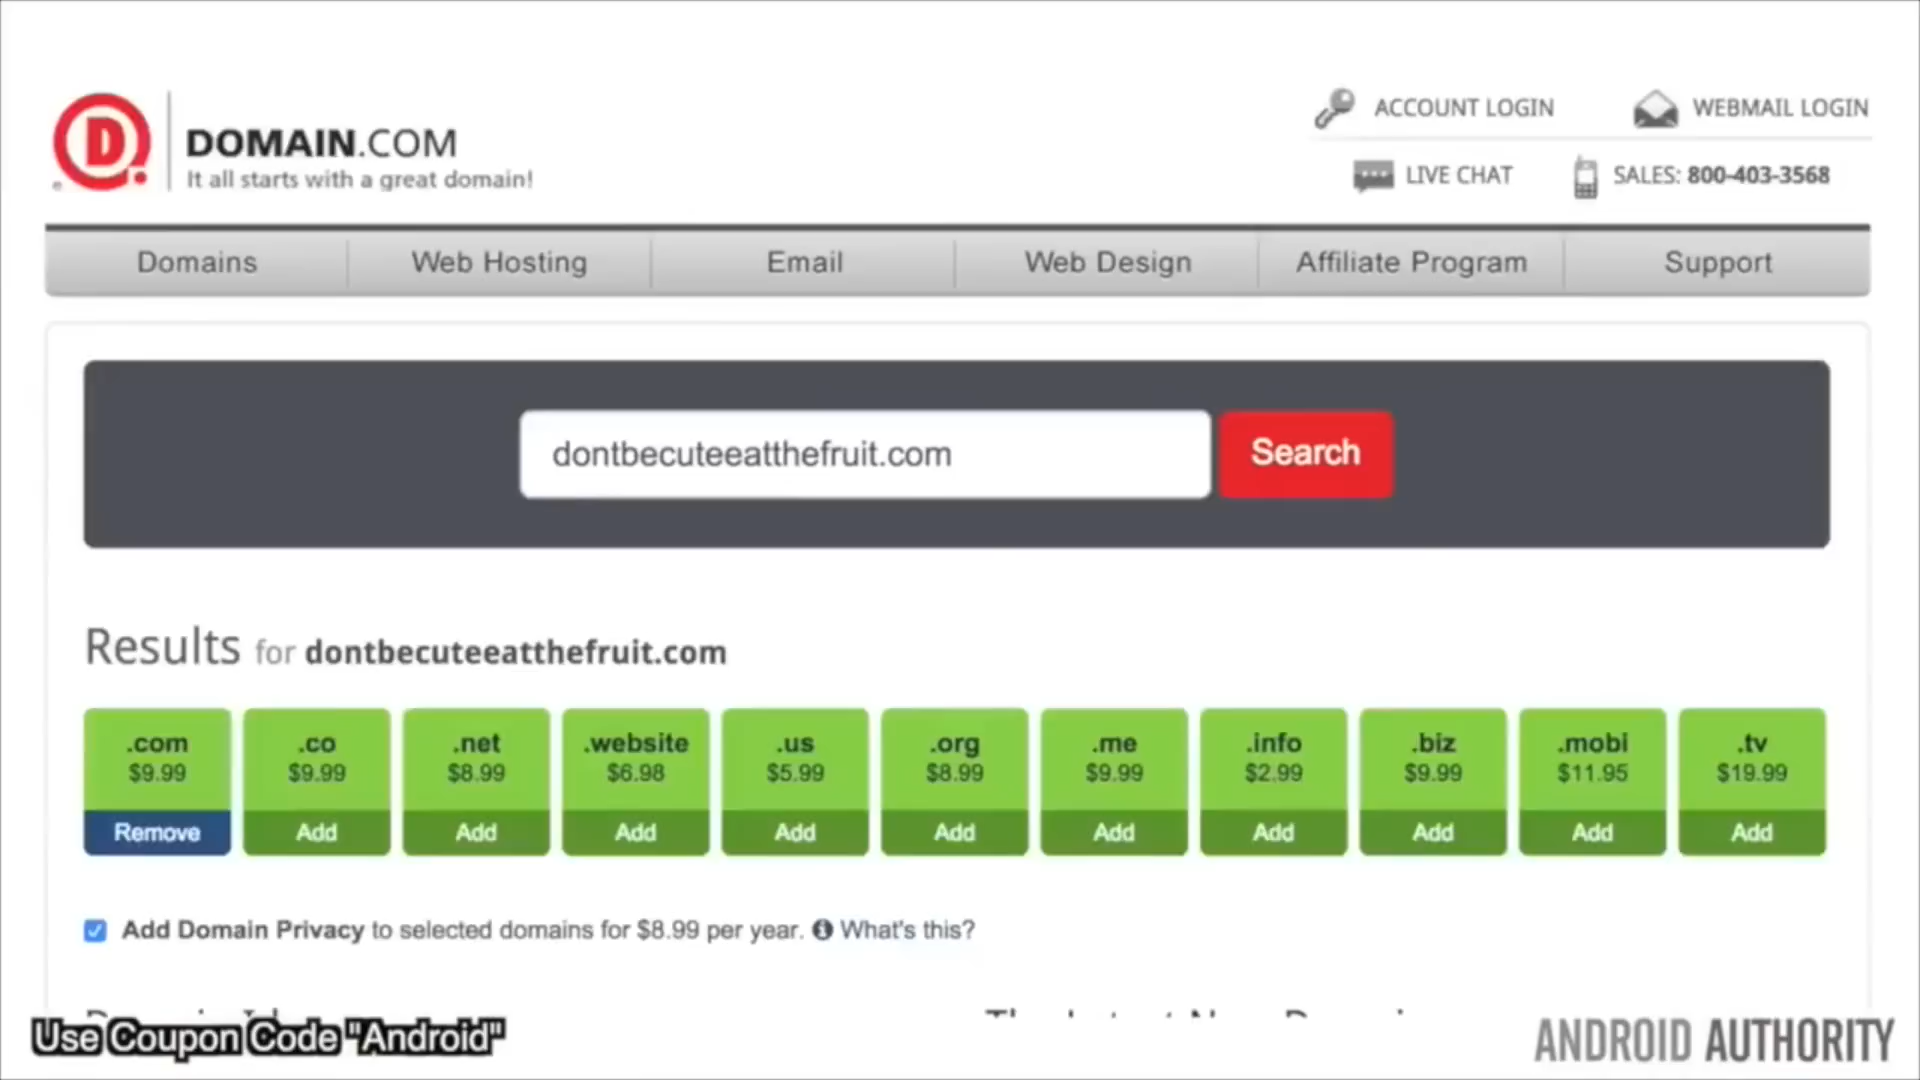 D
DOMAIN.COM
It all starts with a great domain!
ACCOUNT LOGIN
WEBMAIL LOGIN
LIVE CHAT
SALES: 800-403-3568
Domains
Web Hosting
Email
Web Design
Affiliate Program
Support
dontbecuteeatthefruit.com
Search
Results for dontbecuteeatthefruit.com
.com
$9.99
Remove
.co
$9.99
Add
.net
$8.99
Add
.website
$6.98
Add
.us
$5.99
Add
.org
$8.99
Add
.me
$9.99
Add
.info
$2.99
Add
.biz
$9.99
Add
.mobi
$11.95
Add
.tv
$19.99
Add
Add Domain Privacy to selected domains for $8.99 per year. What's this?
Use Coupon Code "Android"
ANDROID AUTHORITY